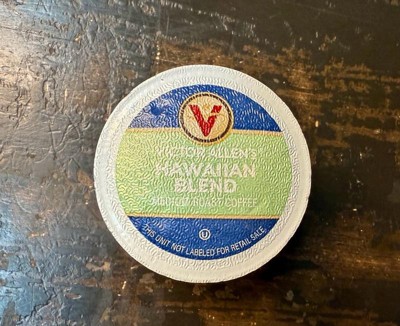 V
VICTOR ALLEN'S
HAWAIIAN
BLEND
MEDIUM ROAST COFFEE
U
THIS UNIT NOT LABELED FOR RETAIL SALE